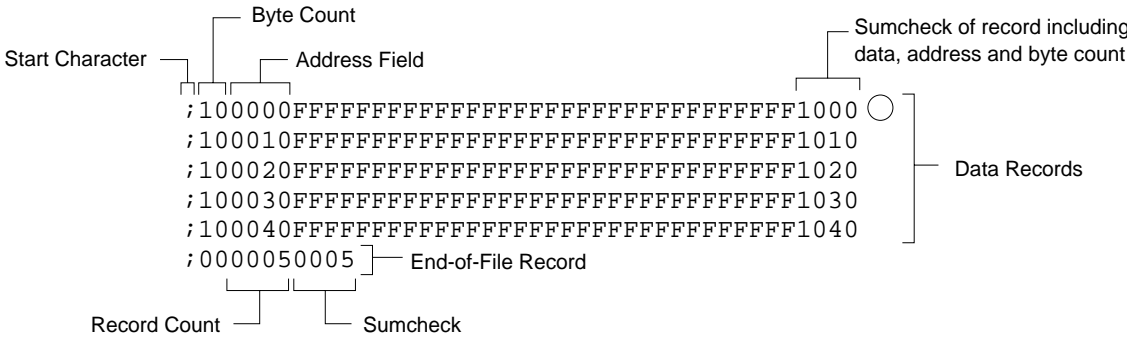 Byte Count
Sumcheck of record including
data, address and byte count
Start Character
Address Field
;100000FFFFFFFFFFFFFFFFFFFFFFFFFFFFFFFF1000
;100010FFFFFFFFFFFFFFFFFFFFFFFFFFFFFFFF1010
;100020FFFFFFFFFFFFFFFFFFFFFFFFFFFFFFFF1020
;100030FFFFFFFFFFFFFFFFFFFFFFFFFFFFFFFF1030
;100040FFFFFFFFFFFFFFFFFFFFFFFFFFFFFFFF1040
;0000050005
Data Records
End-of-File Record
Record Count
Sumcheck